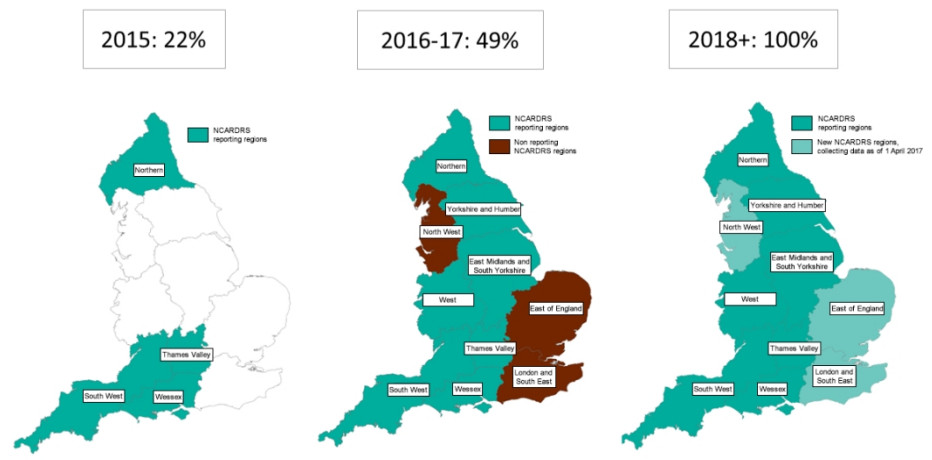 2015: 22%
2016-17: 49%
2018+: 100%
NCARDRS
reporting regions
Northern
Thames Valley
South West
Wessex
NCARDRS
reporting regions
Non reporting
NCARDRS regions
Northern
Yorkshire and Humber
North West
East Midlands and
South Yorkshire
West
East of England
Thames Valley
London and
South East
South West
Wessex
NCARDRS
reporting regions
New NCARDRS regions,
collecting data as of 1 April 2017
Northern
Yorkshire and Humber
North West
East Midlands and
South Yorkshire
West
East of England
Thames Valley
London and
South East
South West
Wessex